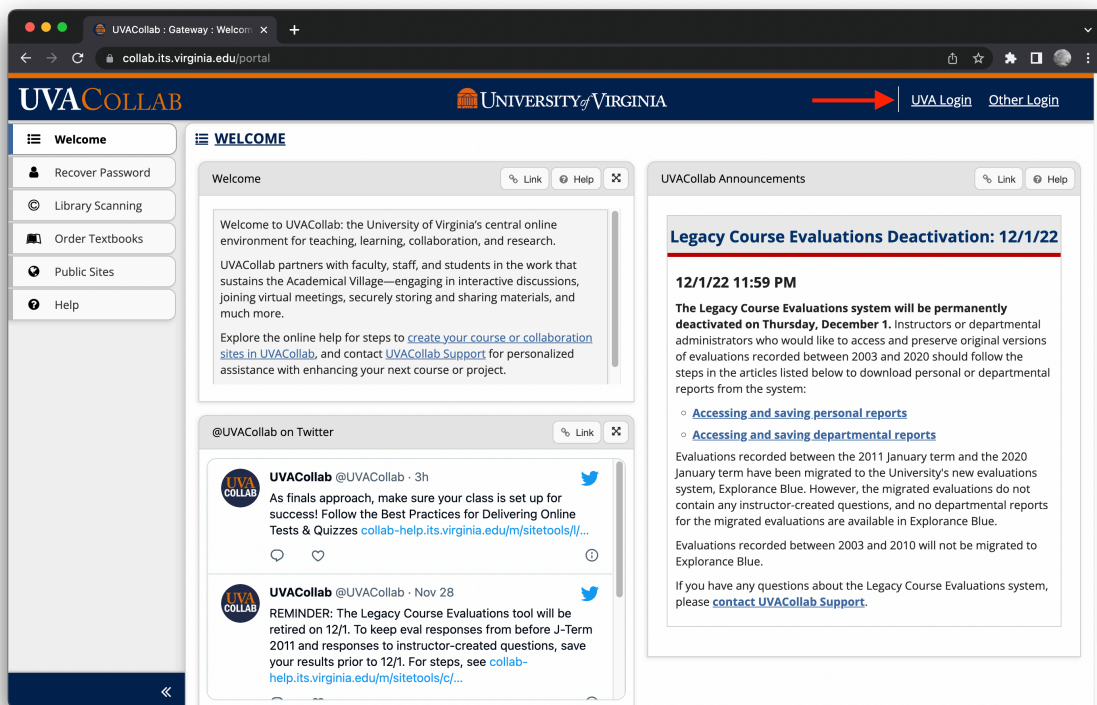 UVACollab : Gateway : Welcom
collab.its.virginia.edu/portal
UVACOLLAB
UNIVERSITY of VIRGINIA
UVA Login
Other Login
Welcome
Recover Password
Library Scanning
Order Textbooks
Public Sites
Help
WELCOME
Welcome
Link
Help
Welcome to UVACollab: the University of Virginia's central online
environment for teaching, learning, collaboration, and research.
UVACollab partners with faculty, staff, and students in the work that
sustains the Academical Village—engaging in interactive discussions,
joining virtual meetings, securely storing and sharing materials, and
much more.
Explore the online help for steps to create your course or collaboration
sites in UVACollab, and contact UVACollab Support for personalized
assistance with enhancing your next course or project.
@UVACollab on Twitter
Link
UVA
COLLAB
UVACollab @UVACollab · 3h
As finals approach, make sure your class is set up for
success! Follow the Best Practices for Delivering Online
Tests & Quizzes collab-help.its.virginia.edu/m/sitetools/l/...
UVA
COLLAB
UVACollab @UVACollab · Nov 28
REMINDER: The Legacy Course Evaluations tool will be
retired on 12/1. To keep eval responses from before J-Term
2011 and responses to instructor-created questions, save
your results prior to 12/1. For steps, see collab-
help.its.virginia.edu/m/sitetools/c/...
UVACollab Announcements
Link
Help
Legacy Course Evaluations Deactivation: 12/1/22
12/1/22 11:59 PM
The Legacy Course Evaluations system will be permanently
deactivated on Thursday, December 1. Instructors or departmental
administrators who would like to access and preserve original versions
of evaluations recorded between 2003 and 2020 should follow the
steps in the articles listed below to download personal or departmental
reports from the system:
Accessing and saving personal reports
Accessing and saving departmental reports
Evaluations recorded between the 2011 January term and the 2020
January term have been migrated to the University's new evaluations
system, Explorance Blue. However, the migrated evaluations do not
contain any instructor-created questions, and no departmental reports
for the migrated evaluations are available in Explorance Blue.
Evaluations recorded between 2003 and 2010 will not be migrated to
Explorance Blue.
If you have any questions about the Legacy Course Evaluations system,
please contact UVACollab Support.